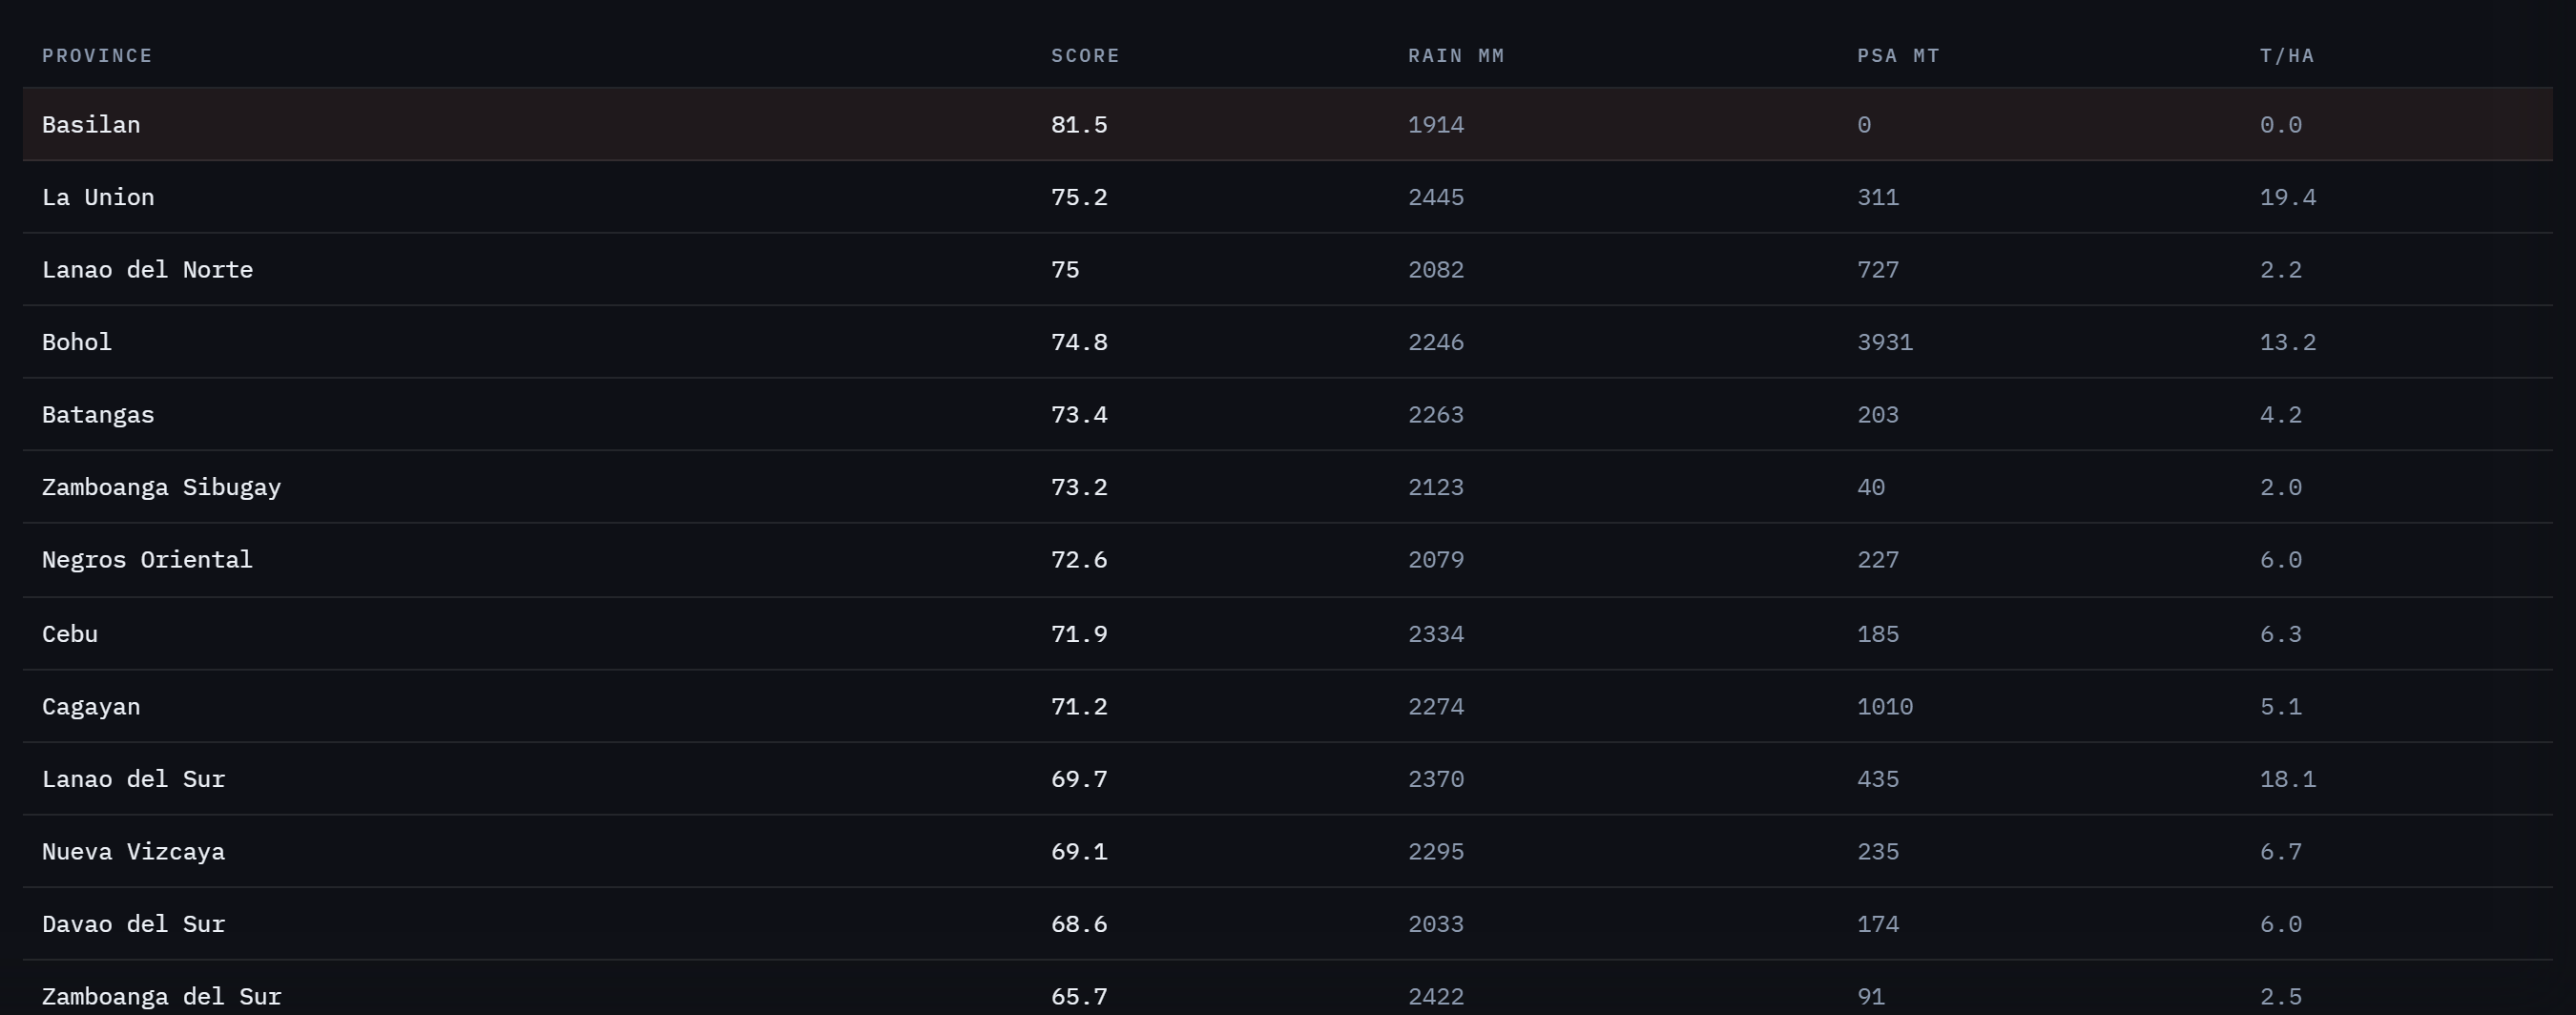 PROVINCE SCORE RAIN MM PSA MT T/HA
Basilan 81.5 1914 0 0.0
La Union 75.2 2445 311 19.4
Lanao del Norte 75 2082 727 2.2
Bohol 74.8 2246 3931 13.2
Batangas 73.4 2263 203 4.2
Zamboanga Sibugay 73.2 2123 40 2.0
Negros Oriental 72.6 2079 227 6.0
Cebu 71.9 2334 185 6.3
Cagayan 71.2 2274 1010 5.1
Lanao del Sur 69.7 2370 435 18.1
Nueva Vizcaya 69.1 2295 235 6.7
Davao del Sur 68.6 2033 174 6.0
Zamboanga del Sur 65.7 2422 91 2.5